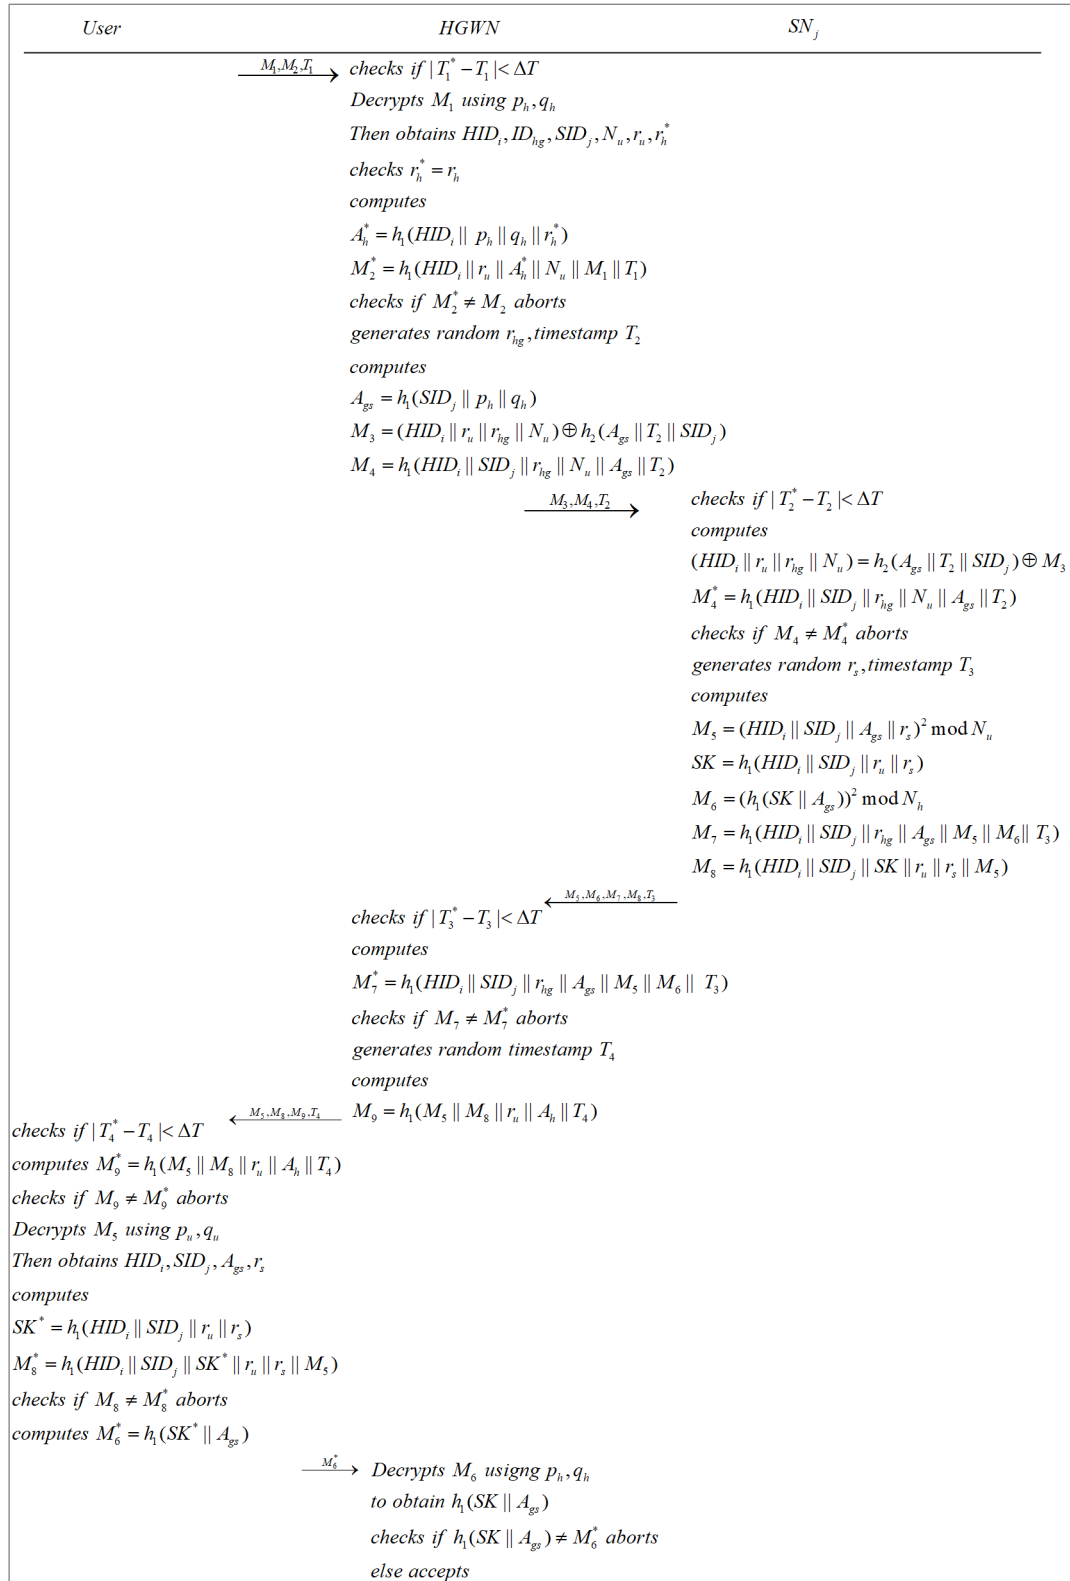 User HGWN SN_j
M_1,M_2,T_1
checks if |T_1^* − T_1| < ΔT
Decrypts M_1 using p_h,q_h
Then obtains HID_i,ID_hg,SID_j,N_u,r_u,r_h^*
checks r_h^* = r_h
computes
A_h^* = h_1(HID_i || p_h || q_h || r_h^*)
M_2^* = h_1(HID_i || r_u || A_h^* || N_u || M_1 || T_1)
checks if M_2^* ≠ M_2 aborts
generates random r_hg,timestamp T_2
computes
A_gs = h_1(SID_j || p_h || q_h)
M_3 = (HID_i || r_u || r_hg || N_u) ⊕ h_2(A_gs || T_2 || SID_j)
M_4 = h_1(HID_i || SID_j || r_hg || N_u || A_gs || T_2)
M_3,M_4,T_2
checks if |T_2^* − T_2| < ΔT
computes
(HID_i || r_u || r_hg || N_u) = h_2(A_gs || T_2 || SID_j) ⊕ M_3
M_4^* = h_1(HID_i || SID_j || r_hg || N_u || A_gs || T_2)
checks if M_4 ≠ M_4^* aborts
generates random r_s,timestamp T_3
computes
M_5 = (HID_i || SID_j || A_gs || r_s)^2 mod N_u
SK = h_1(HID_i || SID_j || r_u || r_s)
M_6 = (h_1(SK || A_gs))^2 mod N_h
M_7 = h_1(HID_i || SID_j || r_hg || A_gs || M_5 || M_6 || T_3)
M_8 = h_1(HID_i || SID_j || SK || r_u || r_s || M_5)
M_5,M_6,M_7,M_8,T_3
checks if |T_3^* − T_3| < ΔT
computes
M_7^* = h_1(HID_i || SID_j || r_hg || A_gs || M_5 || M_6 || T_3)
checks if M_7 ≠ M_7^* aborts
generates random timestamp T_4
computes
M_9 = h_1(M_5 || M_8 || r_u || A_h || T_4)
M_5,M_8,M_9,T_4
checks if |T_4^* − T_4| < ΔT
computes M_9^* = h_1(M_5 || M_8 || r_u || A_h || T_4)
checks if M_9 ≠ M_9^* aborts
Decrypts M_5 using p_u,q_u
Then obtains HID_i,SID_j,A_gs,r_s
computes
SK^* = h_1(HID_i || SID_j || r_u || r_s)
M_8^* = h_1(HID_i || SID_j || SK^* || r_u || r_s || M_5)
checks if M_8 ≠ M_8^* aborts
computes M_6^* = h_1(SK^* || A_gs)
M_6^*
Decrypts M_6 usigng p_h,q_h
to obtain h_1(SK || A_gs)
checks if h_1(SK || A_gs) ≠ M_6^* aborts
else accepts